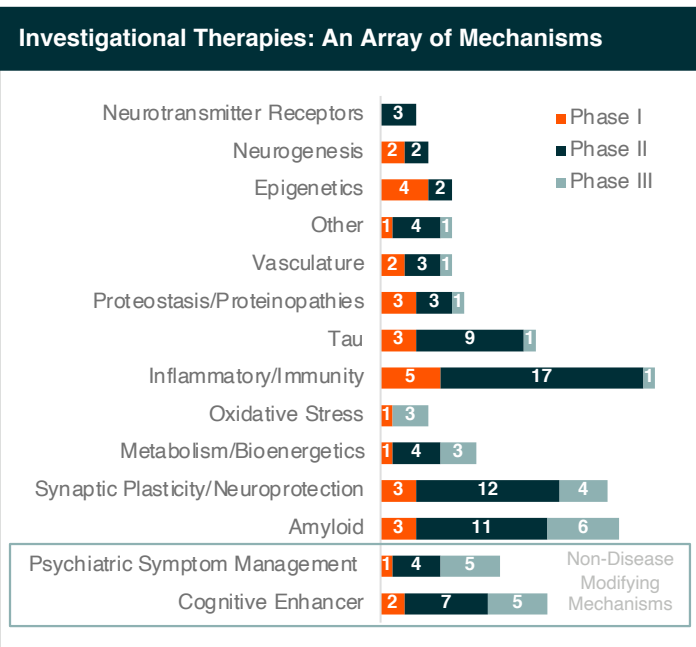 Investigational Therapies: An Array of Mechanisms
Neurotransmitter Receptors 3
Neurogenesis 2 2
Epigenetics 4 2
Other 1 4 1
Vasculature 2 3 1
Proteostasis/Proteinopathies 3 3 1
Tau 3 9 1
Inflammatory/Immunity 5 17 1
Oxidative Stress 1 3
Metabolism/Bioenergetics 1 4 3
Synaptic Plasticity/Neuroprotection 3 12 4
Amyloid 3 11 6
Psychiatric Symptom Management 1 4 5
Cognitive Enhancer 2 7 5
Phase I
Phase II
Phase III
Non-Disease
Modifying
Mechanisms